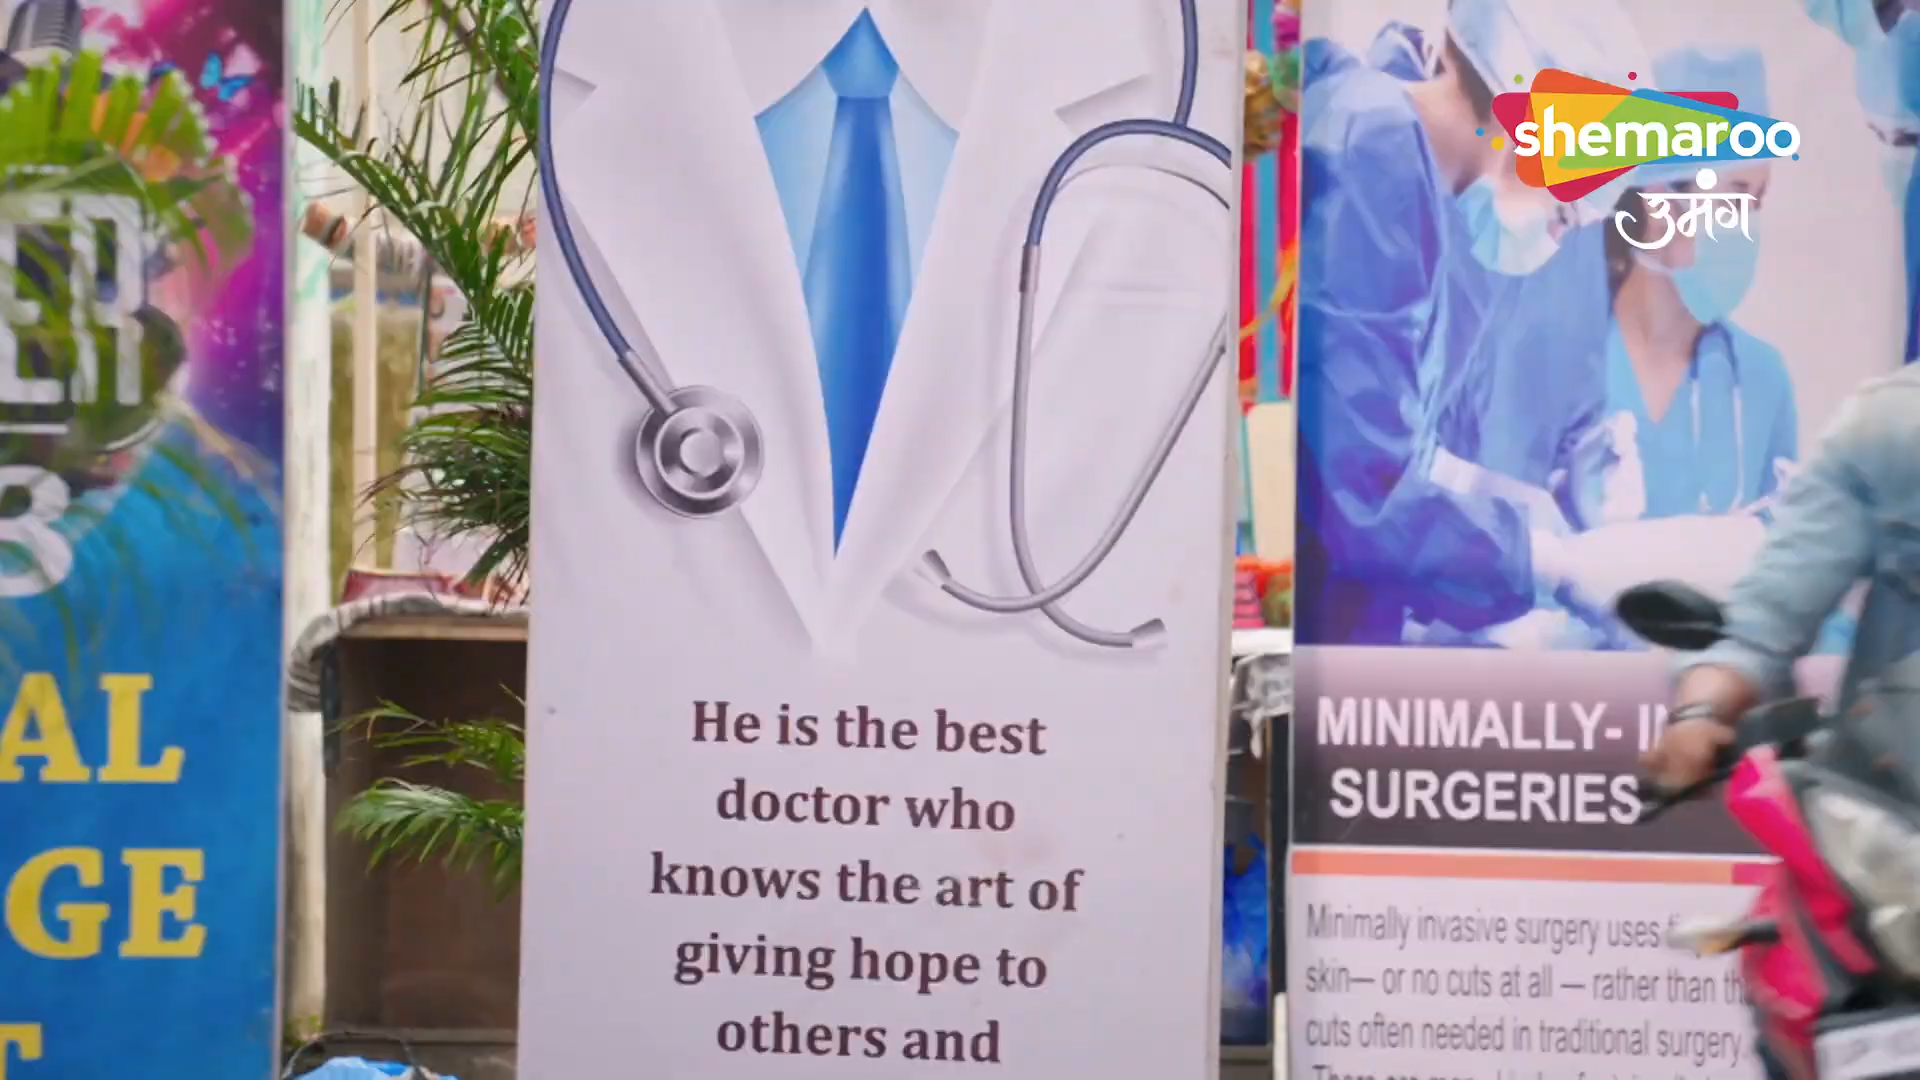 shemaroo
उमंग
AL
GE
T
He is the best
doctor who
knows the art of
giving hope to
others and
MINIMALLY-
SURGERIES
Minimally invasive surgery uses
skin— or no cuts at all — rather than
cuts often needed in traditional surgery.